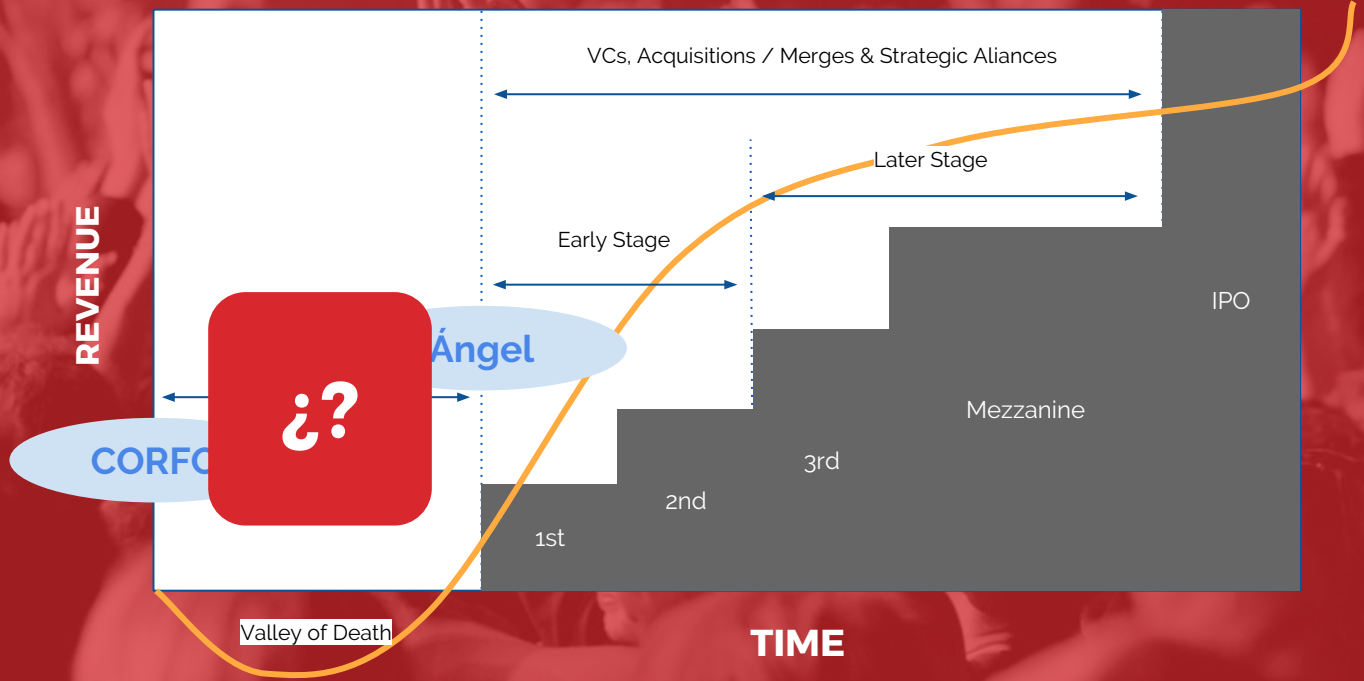 VCs, Acquisitions / Merges & Strategic Aliances
Later Stage
Early Stage
REVENUE
IPO
Ángel
¿?
Mezzanine
CORFO
3rd
2nd
1st
Valley of Death
TIME